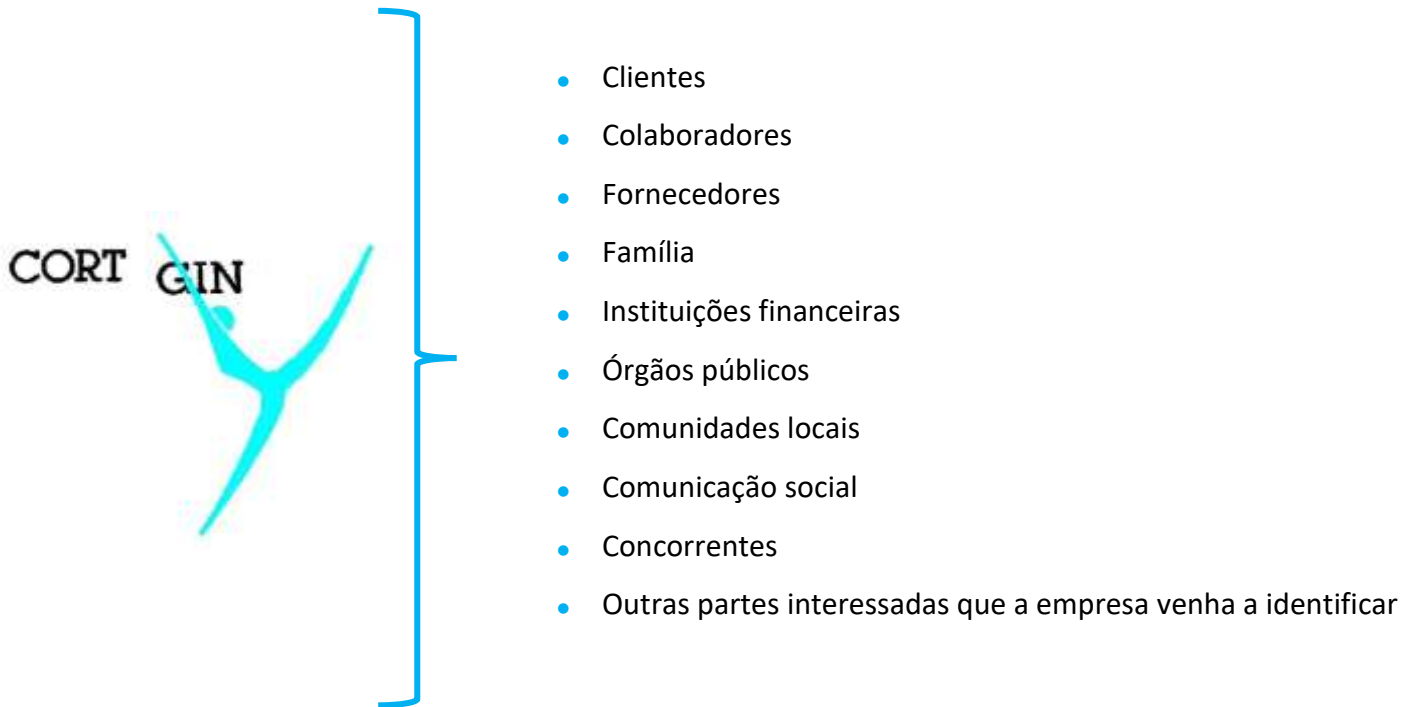 CORT GIN
Clientes
Colaboradores
Fornecedores
Família
Instituições financeiras
Órgãos públicos
Comunidades locais
Comunicação social
Concorrentes
Outras partes interessadas que a empresa venha a identificar